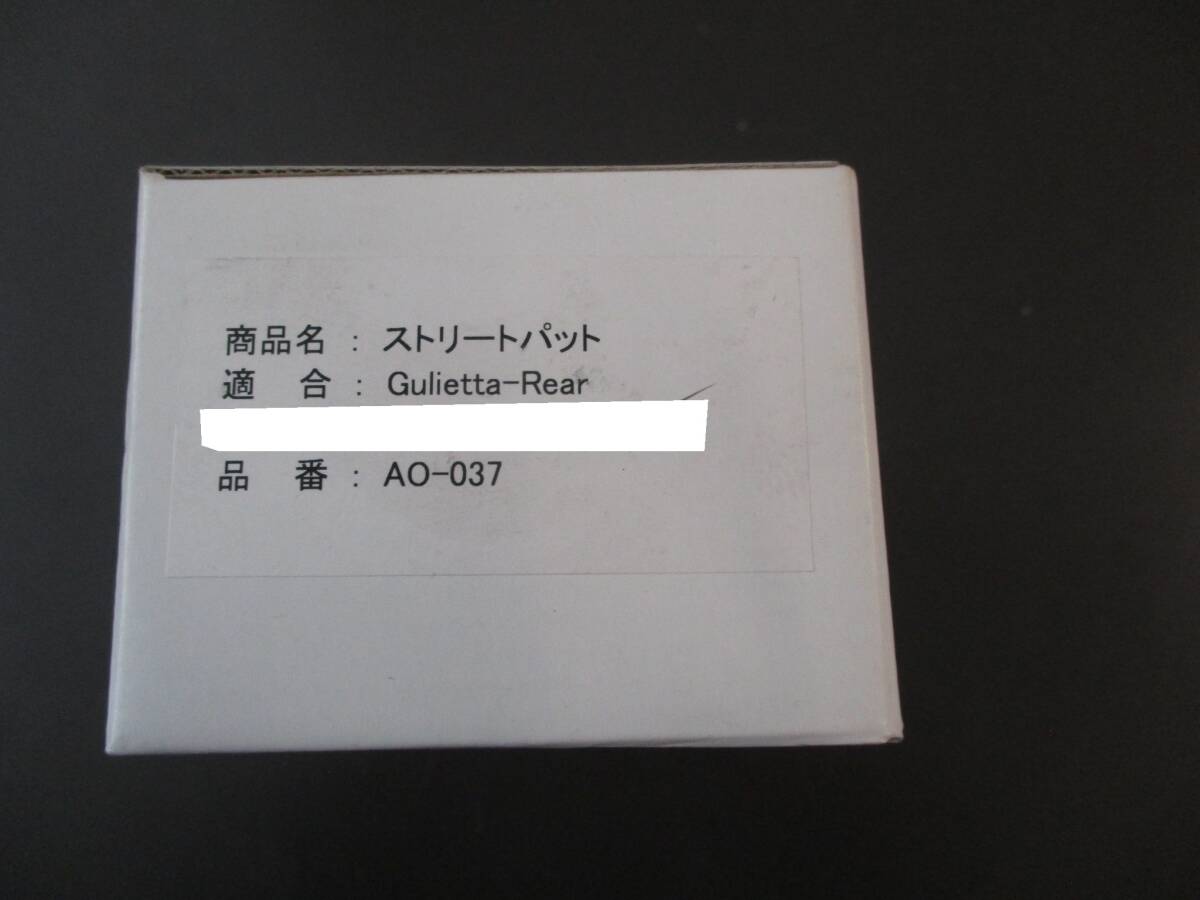 商品名 : ストリートパット
適　合 : Gulietta-Rear
品　番 : AO-037